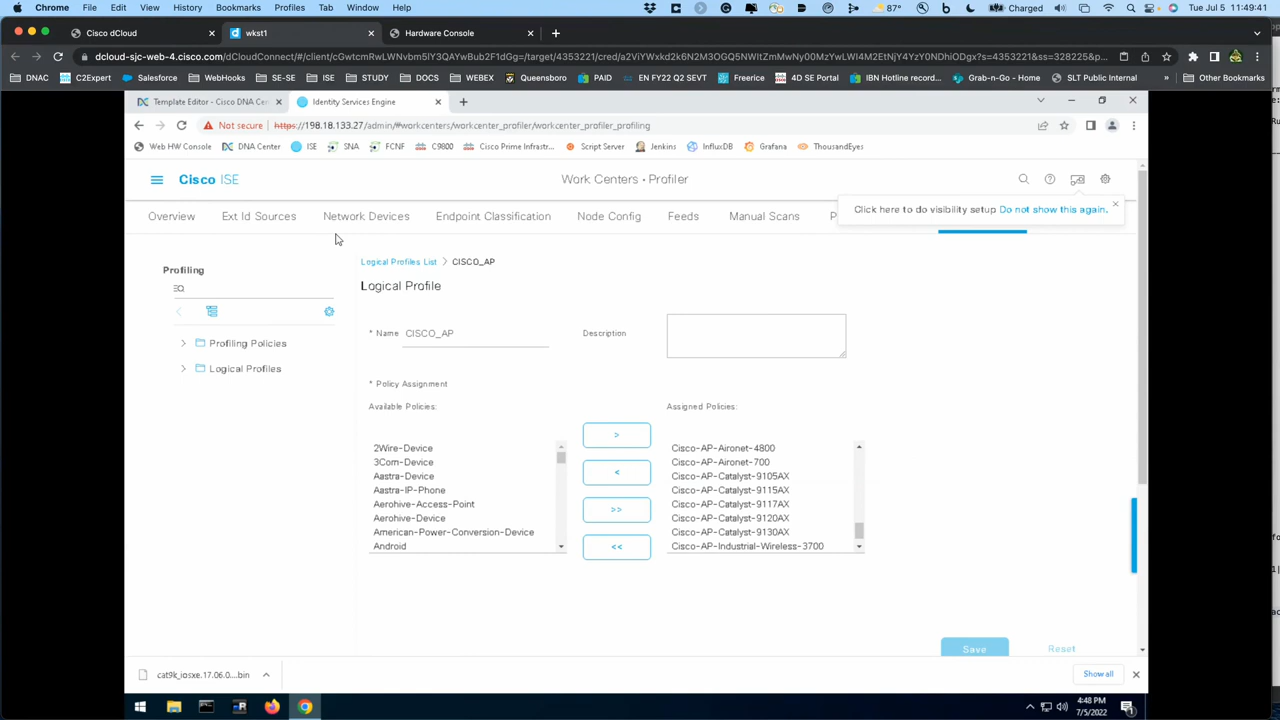 Chrome File Edit View History Bookmarks Profiles Tab Window Help 87° Charged Tue Jul 5 11:49:41
Cisco dCloud × wkst1 × Hardware Console × +
dcloud-sjc-web-4.cisco.com/dCloudConnect/#/client/
DNAC C2Expert Salesforce WebHooks SE-SE ISE STUDY DOCS WEBEX Queensboro PAID EN FY22 Q2 SEVT Freerice 4D SE Portal IBN Hotline record... Grab-n-Go - Home SLT Public Internal » Other Bookmarks
Template Editor - Cisco DNA Ce × Identity Services Engine × +
Not secure https://198.18.133.27/admin/#workcenters/workcenter_profiler/workcenter_profiler_profiling
Web HW Console DNA Center ISE SNA FCNF C9800 Cisco Prime Infrastr... Script Server Jenkins InfluxDB Grafana ThousandEyes
Cisco ISE Work Centers · Profiler
Click here to do visibility setup Do not show this again. ×
Overview Ext Id Sources Network Devices Endpoint Classification Node Config Feeds Manual Scans P
Profiling
Logical Profiles List > CISCO_AP
Logical Profile
* Name CISCO_AP Description
Profiling Policies
Logical Profiles
* Policy Assignment
Available Policies: Assigned Policies:
2Wire-Device
3Com-Device
Aastra-Device
Aastra-IP-Phone
Aerohive-Access-Point
Aerohive-Device
American-Power-Conversion-Device
Android
>
<
>>
<<
Cisco-AP-Aironet-4800
Cisco-AP-Aironet-700
Cisco-AP-Catalyst-9105AX
Cisco-AP-Catalyst-9115AX
Cisco-AP-Catalyst-9117AX
Cisco-AP-Catalyst-9120AX
Cisco-AP-Catalyst-9130AX
Cisco-AP-Industrial-Wireless-3700
Save Reset
cat9k_iosxe.17.06.0....bin Show all ×
4:48 PM
7/5/2022